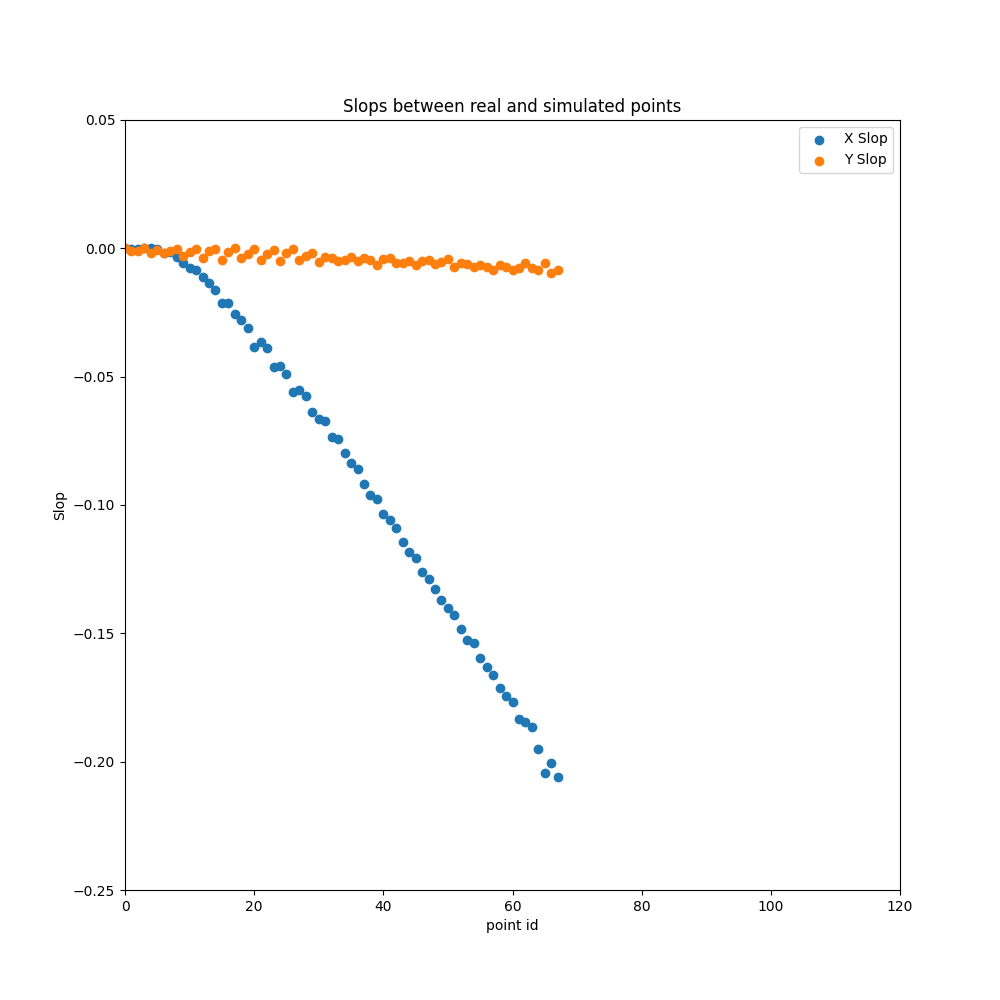 Slops between real and simulated points
X Slop
Y Slop
0.05
0.00
−0.05
−0.10
−0.15
−0.20
−0.25
Slop
0 20 40 60 80 100 120
point id